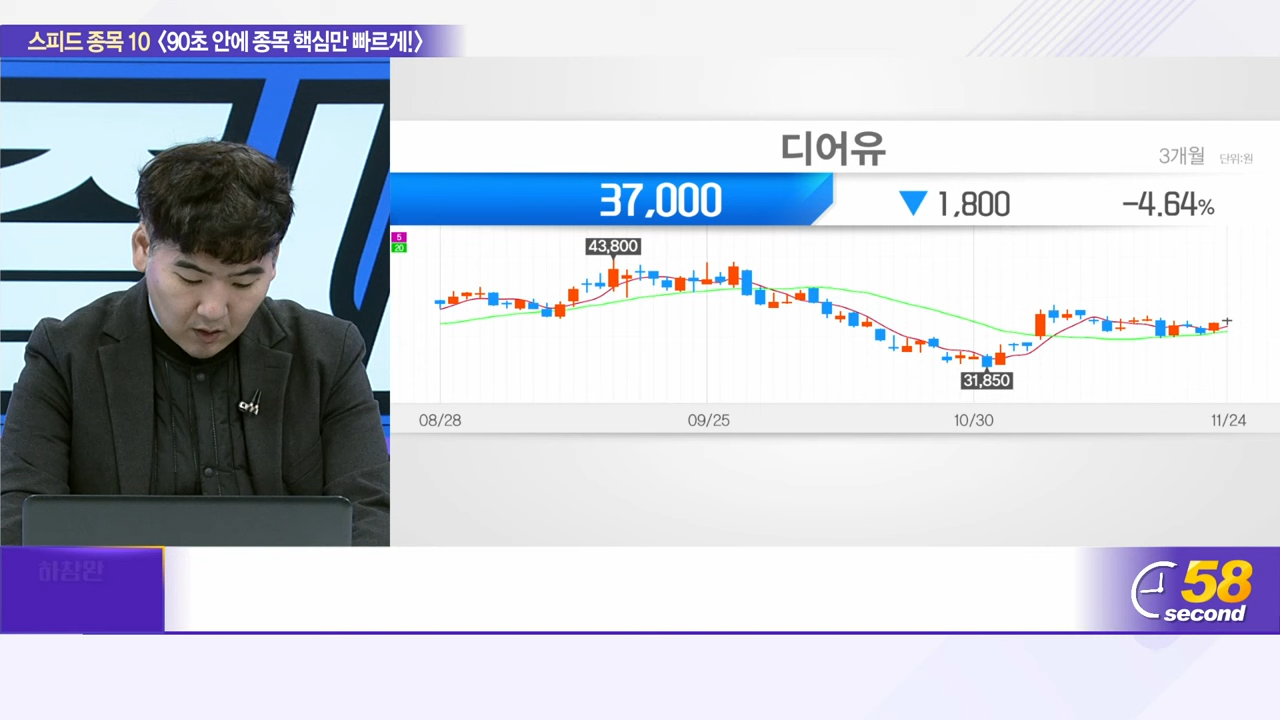 스피드 종목 10 〈90초 안에 종목 핵심만 빠르게!〉
디어유
3개월 단위:원
37,000 ▼ 1,800 -4.64%
5
20
43,800
31,850
08/28 09/25 10/30 11/24
하창완
58
second